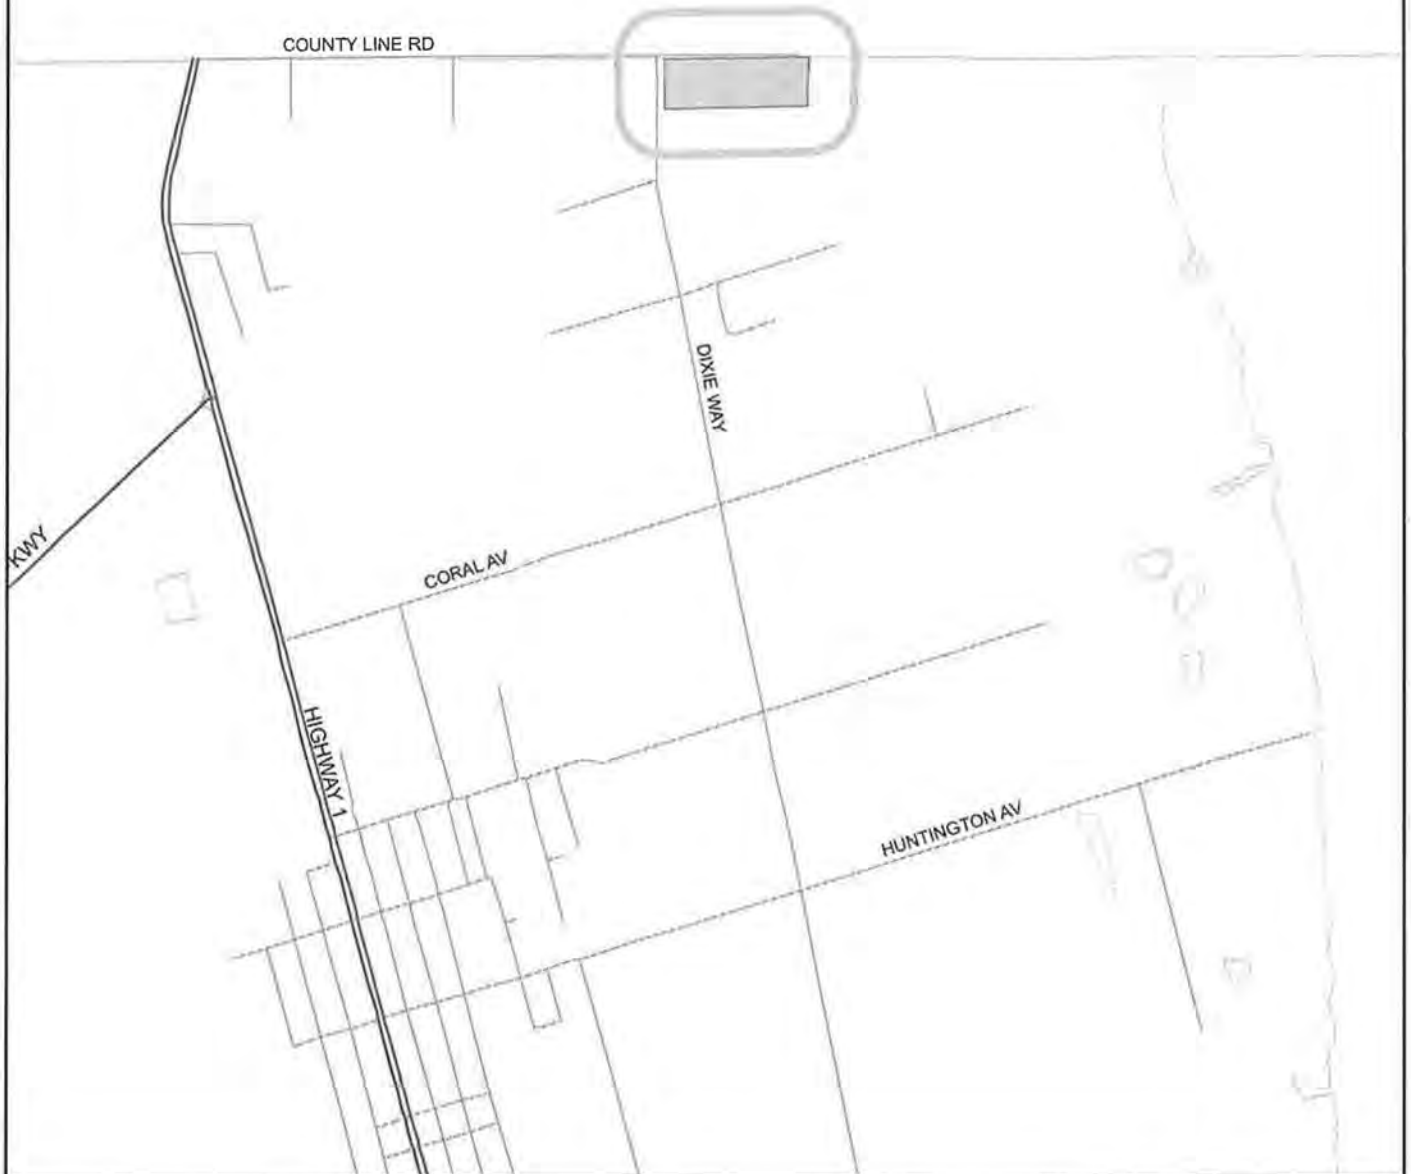 COUNTY LINE RD
DIXIE WAY
KWY
CORAL AV
HIGHWAY 1
HUNTINGTON AV